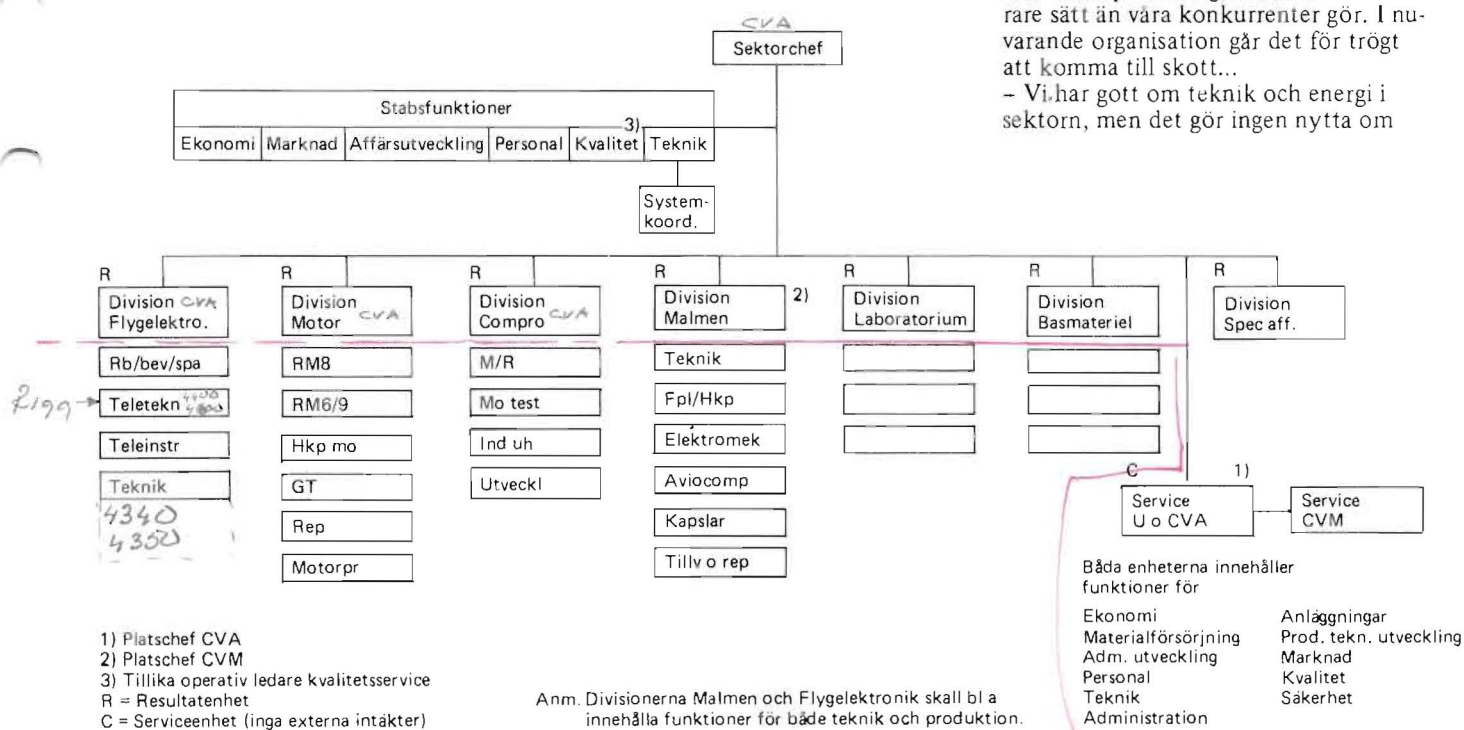 rare sätt än våra konkurrenter gör. I nu-
varande organisation går det för trögt
att komma till skott...
– Vi har gott om teknik och energi i
sektorn, men det gör ingen nytta om
CVA
Sektorchef
Stabsfunktioner
3)
Ekonomi Marknad Affärsutveckling Personal Kvalitet Teknik
System-
koord.
R
Division CVA
Flygelektro.
Rb/bev/spa
Teletekn 4400
Teleinstr
Teknik
4340
4350
R
Division
Motor CVA
RM8
RM6/9
Hkp mo
GT
Rep
Motorpr
R
Division
Compro CVA
M/R
Mo test
Ind uh
Utveckl
R
Division
Malmen
2)
Teknik
Fpl/Hkp
Elektromek
Aviocomp
Kapslar
Tillv o rep
R
Division
Laboratorium
R
Division
Basmateriel
R
Division
Spec aff.
C 1)
Service
U o CVA
Service
CVM
Båda enheterna innehåller
funktioner för
Ekonomi
Materialförsörjning
Adm. utveckling
Personal
Teknik
Administration
Anläggningar
Prod. tekn. utveckling
Marknad
Kvalitet
Säkerhet
1) Platschef CVA
2) Platschef CVM
3) Tillika operativ ledare kvalitetsservice
R = Resultatenhet
C = Serviceenhet (inga externa intäkter)
Anm. Divisionerna Malmen och Flygelektronik skall bl a
innehålla funktioner för både teknik och produktion.